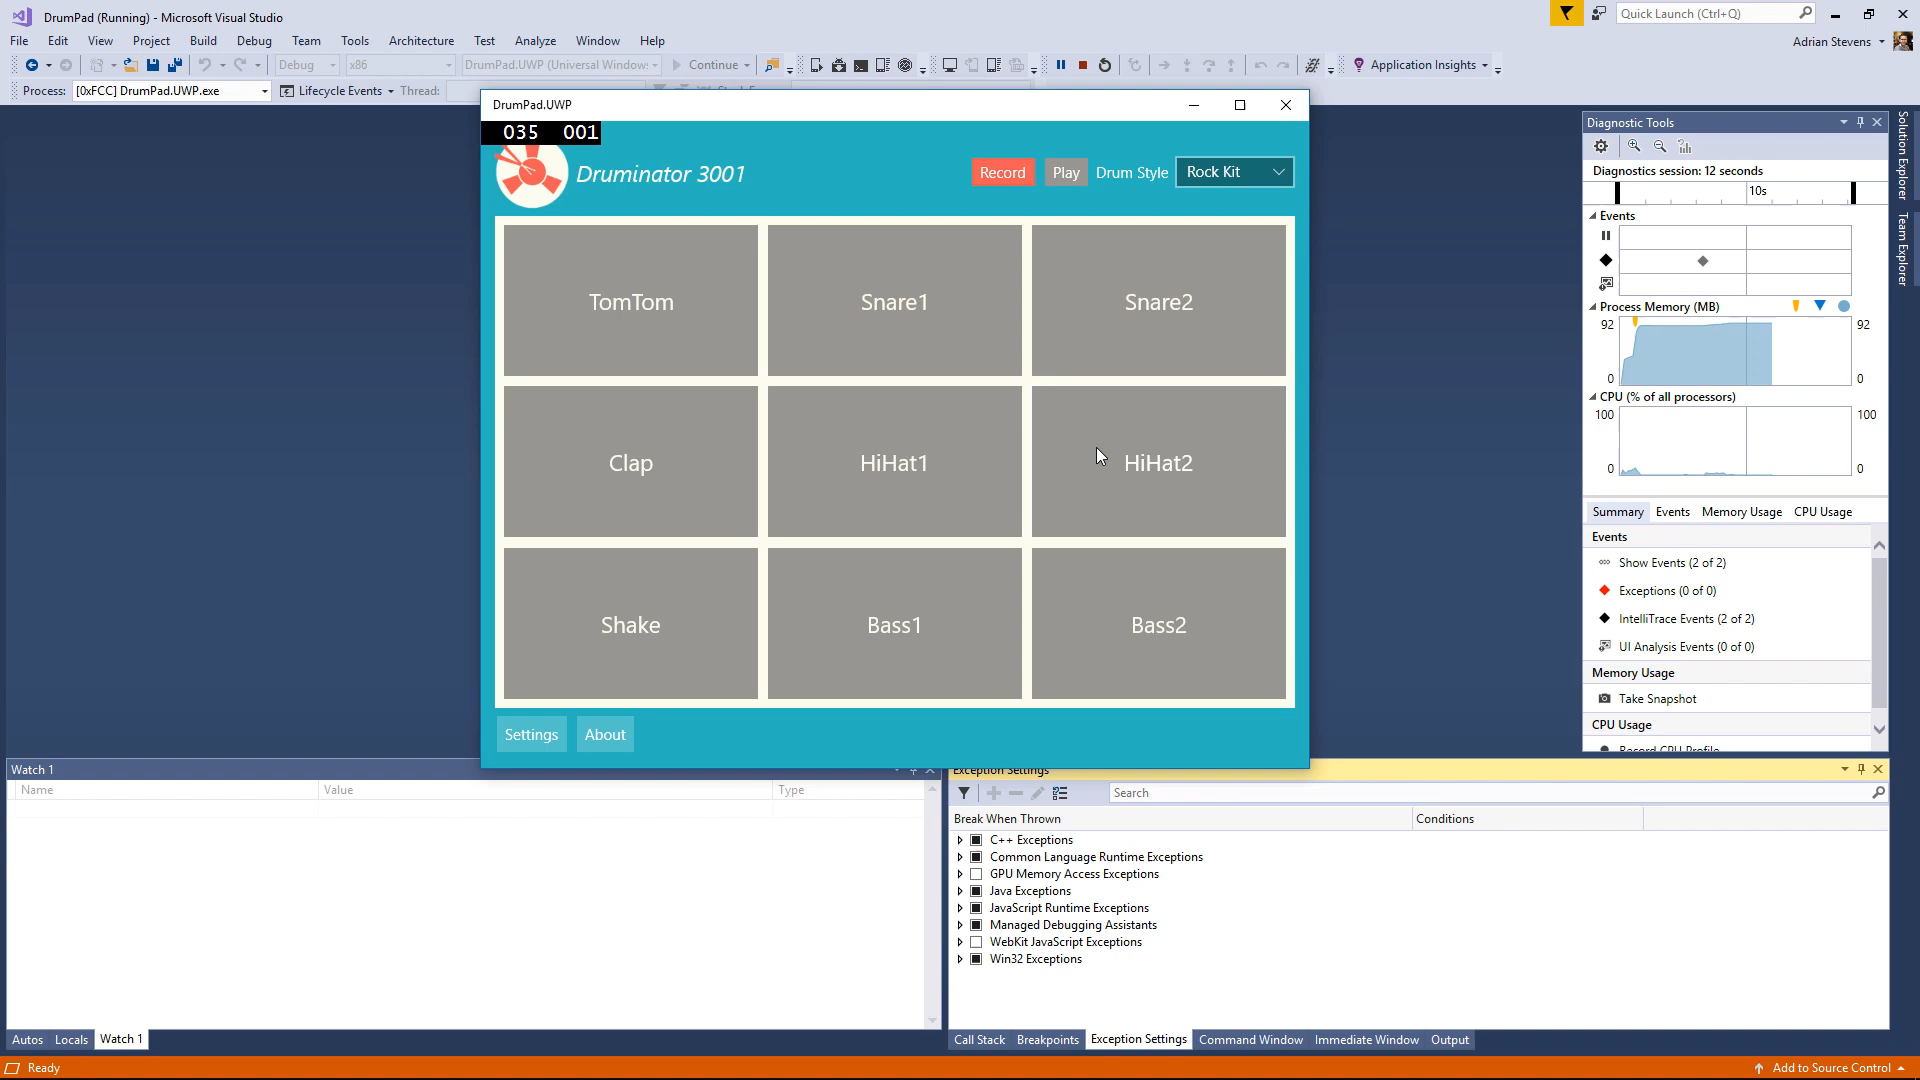 DrumPad (Running) - Microsoft Visual Studio
Quick Launch (Ctrl+Q)
File Edit View Project Build Debug Team Tools Architecture Test Analyze Window Help
Adrian Stevens
Debug x86 DrumPad.UWP (Universal Windows Continue Application Insights
Process: [0xFCC] DrumPad.UWP.exe Lifecycle Events Thread:
DrumPad.UWP
035 001
Druminator 3001
Record Play Drum Style Rock Kit
TomTom Snare1 Snare2
Clap HiHat1 HiHat2
Shake Bass1 Bass2
Settings About
Diagnostic Tools
Diagnostics session: 12 seconds
10s
Events
Process Memory (MB)
92 92
0 0
CPU (% of all processors)
100 100
0 0
Summary Events Memory Usage CPU Usage
Events
Show Events (2 of 2)
Exceptions (0 of 0)
IntelliTrace Events (2 of 2)
UI Analysis Events (0 of 0)
Memory Usage
Take Snapshot
CPU Usage
Record CPU Profile
Solution Explorer
Team Explorer
Watch 1
Name Value Type
Autos Locals Watch 1
Exception Settings
Search
Break When Thrown Conditions
C++ Exceptions
Common Language Runtime Exceptions
GPU Memory Access Exceptions
Java Exceptions
JavaScript Runtime Exceptions
Managed Debugging Assistants
WebKit JavaScript Exceptions
Win32 Exceptions
Call Stack Breakpoints Exception Settings Command Window Immediate Window Output
Ready
Add to Source Control